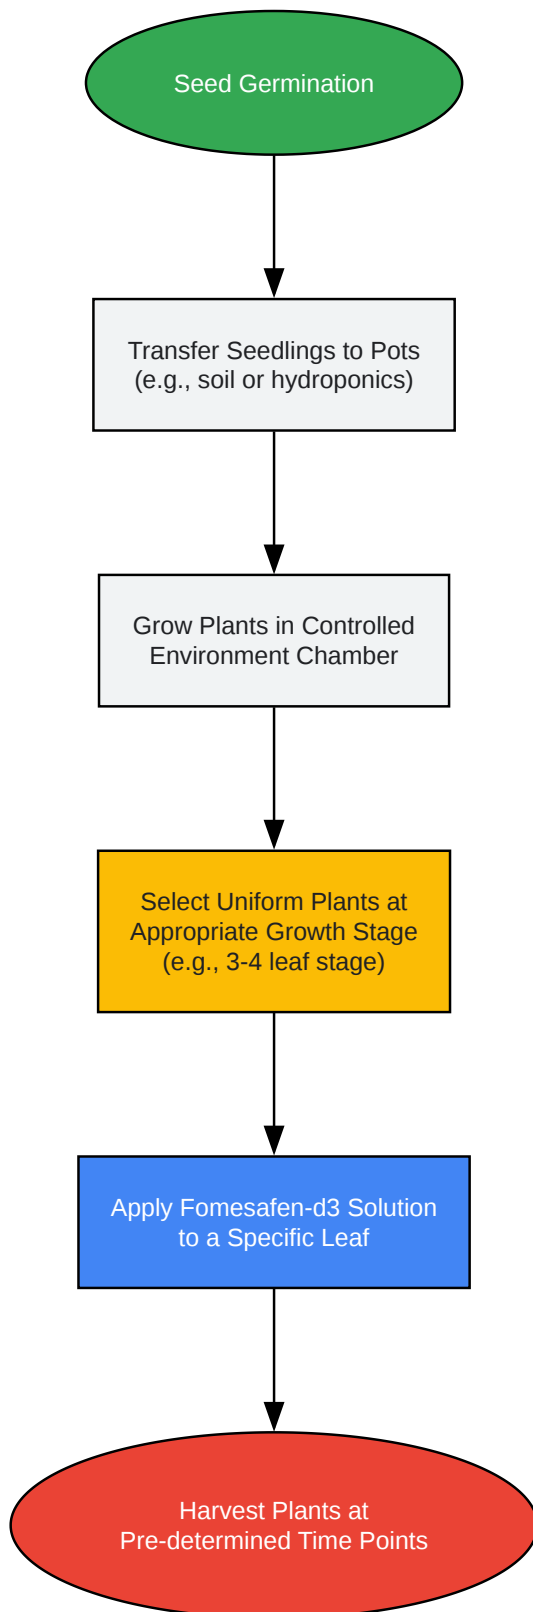 Seed Germination
Transfer Seedlings to Pots
(e.g., soil or hydroponics)
Grow Plants in Controlled
Environment Chamber
Select Uniform Plants at
Appropriate Growth Stage
(e.g., 3-4 leaf stage)
Apply Fomesafen-d3 Solution
to a Specific Leaf
Harvest Plants at
Pre-determined Time Points